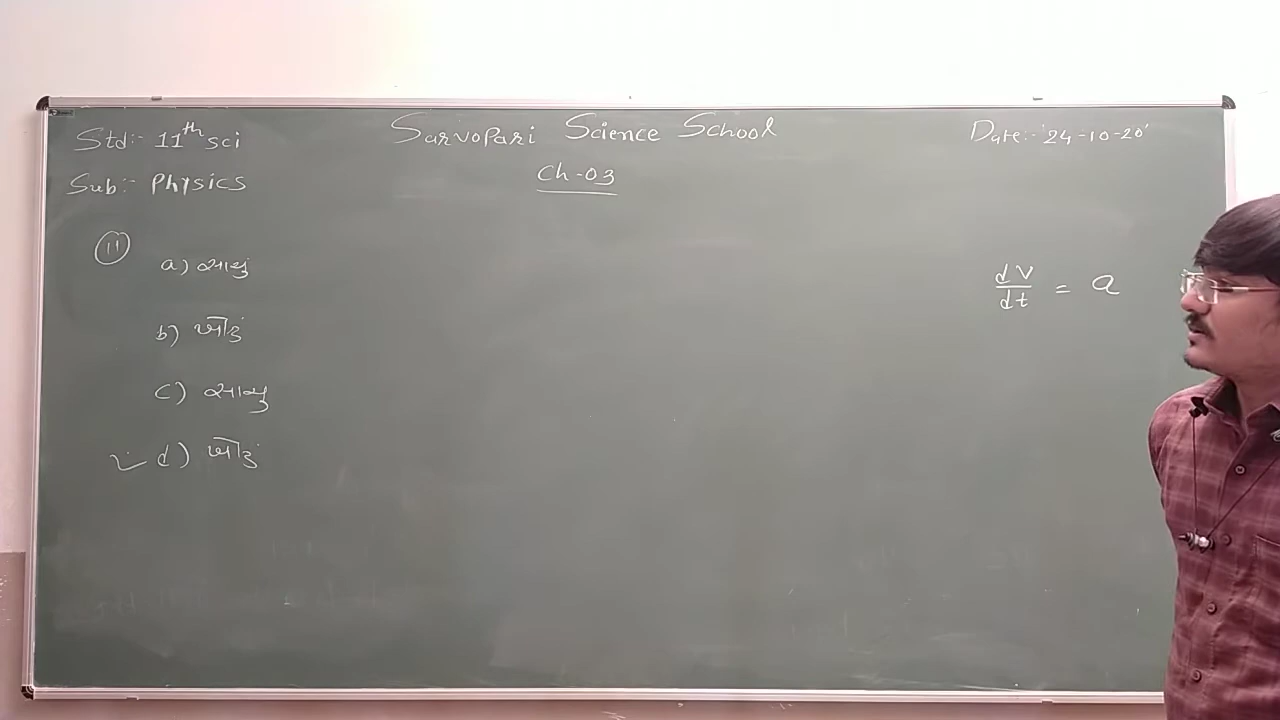 Std:- 11th sci
Sarvopari Science School
Date:- 24-10-20
Sub:- Physics
Ch-03
11
a) સાચું
b) ખોટું
c) સાચું
d) ખોટું
dv/dt = a